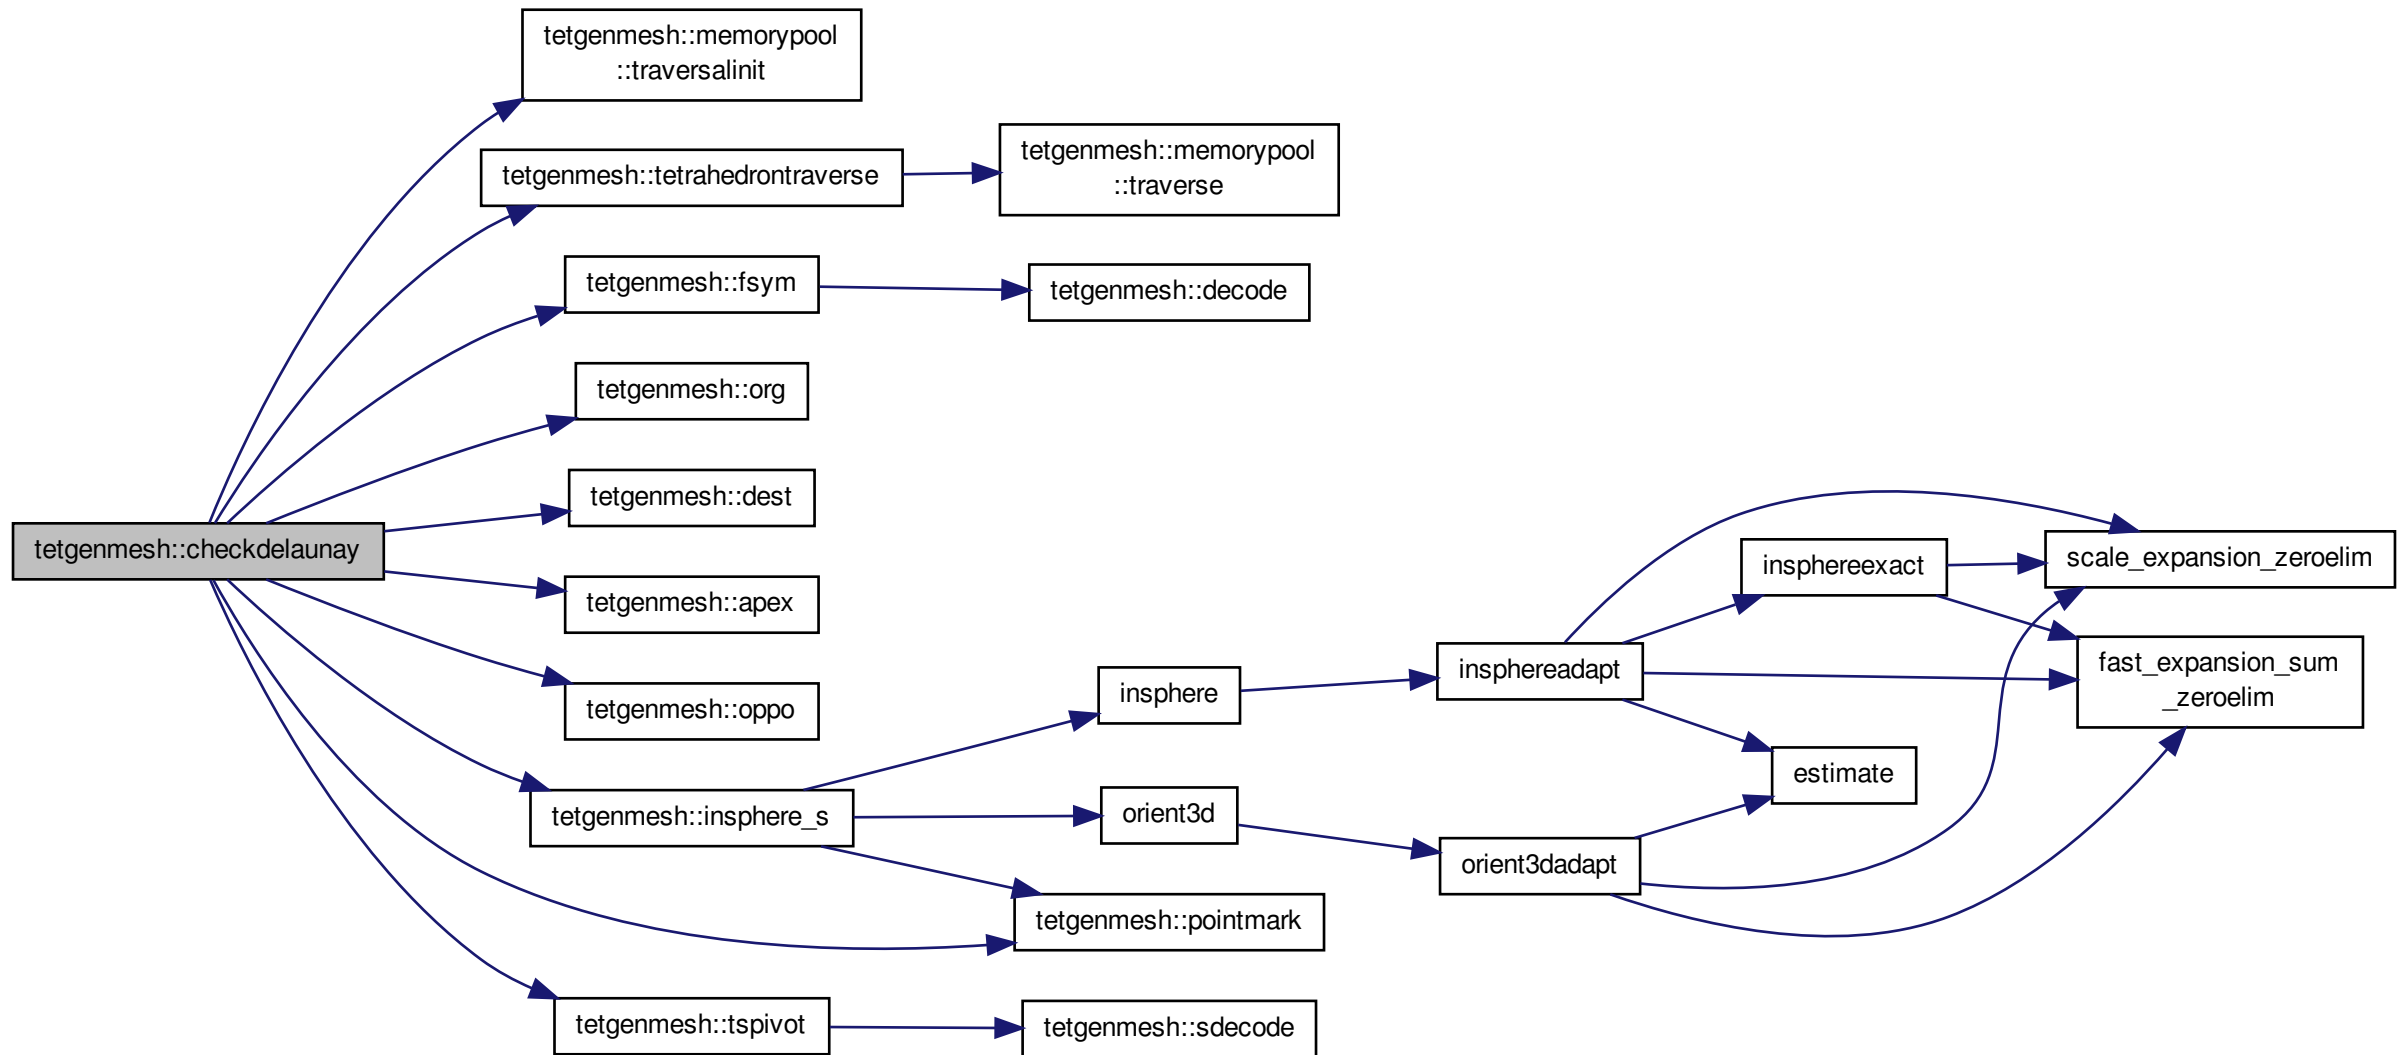 tetgenmesh::memorypool
::traversalinit
tetgenmesh::tetrahedrontraverse
tetgenmesh::memorypool
::traverse
tetgenmesh::fsym
tetgenmesh::decode
tetgenmesh::org
tetgenmesh::dest
tetgenmesh::checkdelaunay
tetgenmesh::apex
tetgenmesh::oppo
tetgenmesh::insphere_s
insphere
orient3d
tetgenmesh::pointmark
insphereadapt
orient3dadapt
insphereexact
estimate
scale_expansion_zeroelim
fast_expansion_sum
_zeroelim
tetgenmesh::tspivot
tetgenmesh::sdecode